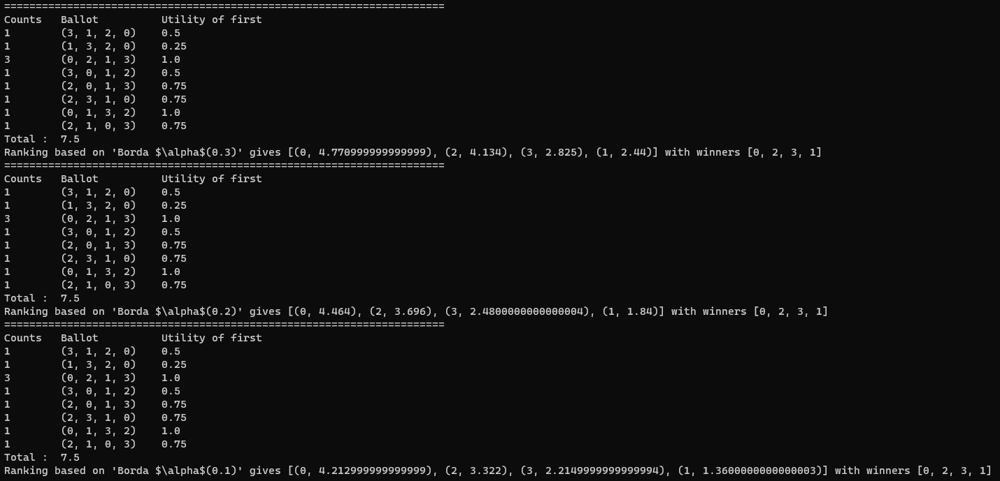 ======================================================================
Counts   Ballot          Utility of first
1        (3, 1, 2, 0)    0.5
1        (1, 3, 2, 0)    0.25
3        (0, 2, 1, 3)    1.0
1        (3, 0, 1, 2)    0.5
1        (2, 0, 1, 3)    0.75
1        (2, 3, 1, 0)    0.75
1        (0, 1, 3, 2)    1.0
1        (2, 1, 0, 3)    0.75
Total :  7.5
Ranking based on 'Borda $\alpha$(0.3)' gives [(0, 4.770999999999999), (2, 4.134), (3, 2.825), (1, 2.44)] with winners [0, 2, 3, 1]
======================================================================
Counts   Ballot          Utility of first
1        (3, 1, 2, 0)    0.5
1        (1, 3, 2, 0)    0.25
3        (0, 2, 1, 3)    1.0
1        (3, 0, 1, 2)    0.5
1        (2, 0, 1, 3)    0.75
1        (2, 3, 1, 0)    0.75
1        (0, 1, 3, 2)    1.0
1        (2, 1, 0, 3)    0.75
Total :  7.5
Ranking based on 'Borda $\alpha$(0.2)' gives [(0, 4.464), (2, 3.696), (3, 2.4800000000000004), (1, 1.84)] with winners [0, 2, 3, 1]
======================================================================
Counts   Ballot          Utility of first
1        (3, 1, 2, 0)    0.5
1        (1, 3, 2, 0)    0.25
3        (0, 2, 1, 3)    1.0
1        (3, 0, 1, 2)    0.5
1        (2, 0, 1, 3)    0.75
1        (2, 3, 1, 0)    0.75
1        (0, 1, 3, 2)    1.0
1        (2, 1, 0, 3)    0.75
Total :  7.5
Ranking based on 'Borda $\alpha$(0.1)' gives [(0, 4.212999999999999), (2, 3.322), (3, 2.2149999999999994), (1, 1.3600000000000003)] with winners [0, 2, 3, 1]